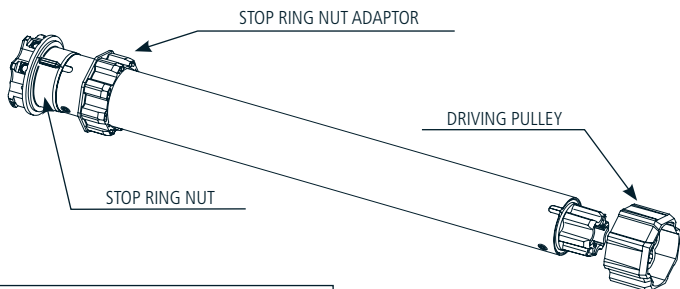 STOP RING NUT ADAPTOR
DRIVING PULLEY
STOP RING NUT